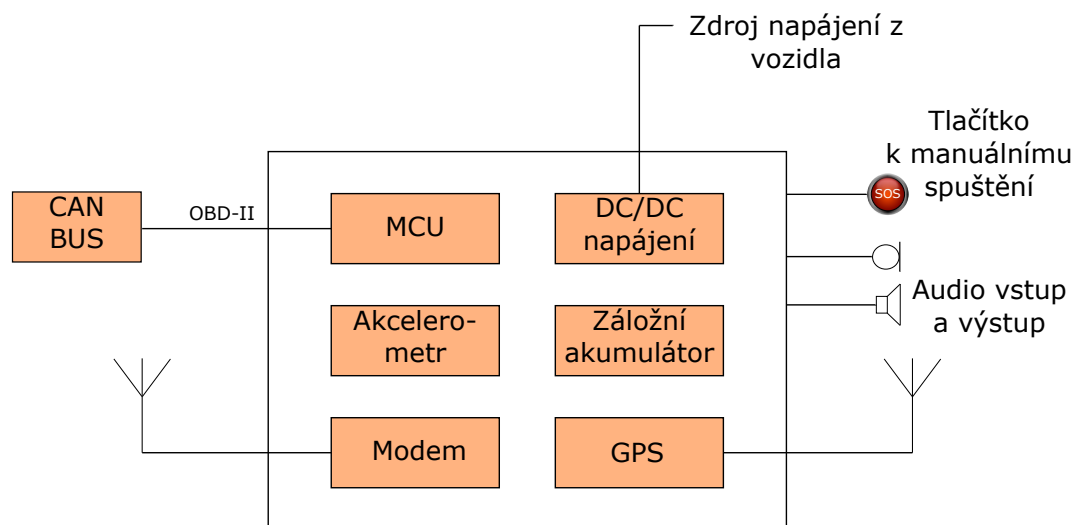 Zdroj napájení z
vozidla
Tlačítko
k manuálnímu
spuštění
SOS
CAN
BUS
OBD-II
MCU
DC/DC
napájení
Akcelero-
metr
Záložní
akumulátor
Audio vstup
a výstup
Modem
GPS